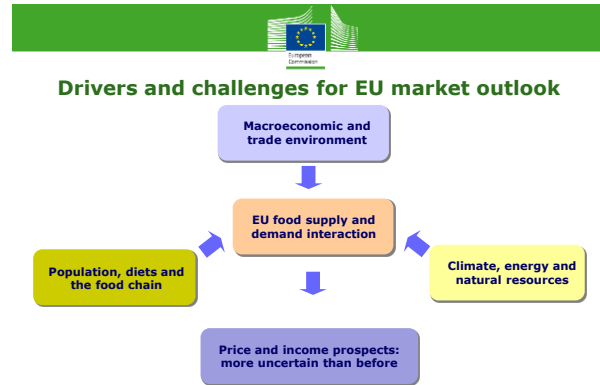 European
Commission
Drivers and challenges for EU market outlook
Macroeconomic and
trade environment
EU food supply and
demand interaction
Population, diets and
the food chain
Climate, energy and
natural resources
Price and income prospects:
more uncertain than before